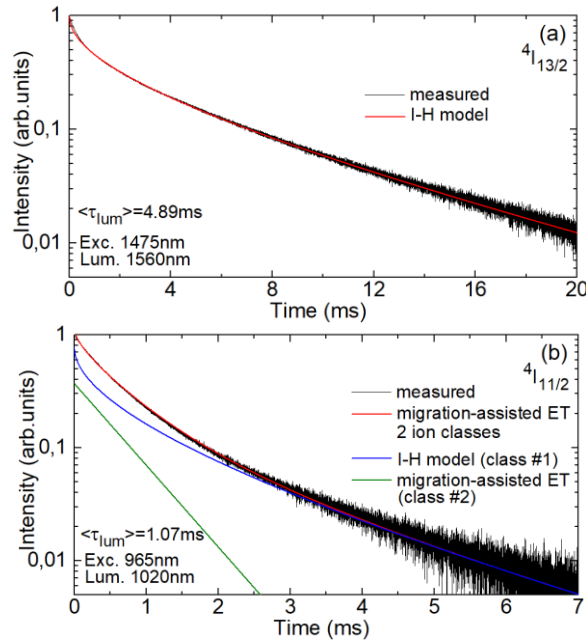 1
(a)
⁴I₁₃/₂
measured
I-H model
0,1
Intensity (arb.units)
<τlum>=4.89ms
Exc. 1475nm
Lum. 1560nm
0,01
0 4 8 12 16 20
Time (ms)
1
(b)
⁴I₁₁/₂
measured
migration-assisted ET
2 ion classes
I-H model (class #1)
migration-assisted ET
(class #2)
0,1
Intensity (arb.units)
<τlum>=1.07ms
Exc. 965nm
Lum. 1020nm
0,01
0 1 2 3 4 5 6 7
Time (ms)